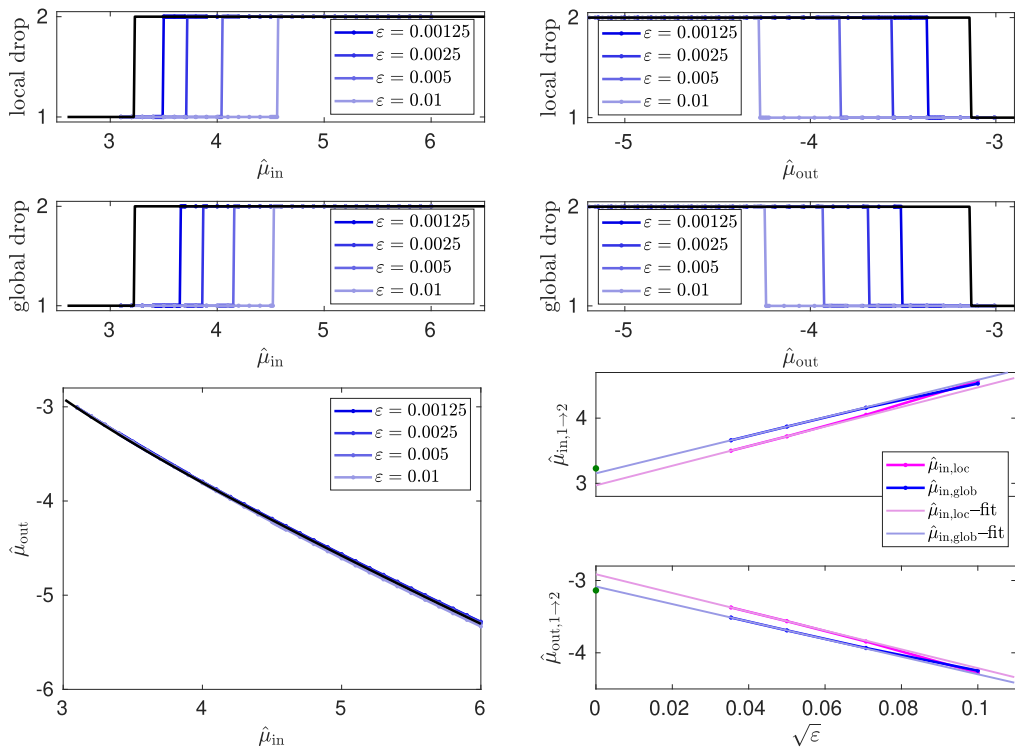 local drop
2
1
3
4
5
6
μ̂in
ε = 0.00125
ε = 0.0025
ε = 0.005
ε = 0.01
local drop
2
1
-5
-4
-3
μ̂out
ε = 0.00125
ε = 0.0025
ε = 0.005
ε = 0.01
global drop
2
1
3
4
5
6
μ̂in
ε = 0.00125
ε = 0.0025
ε = 0.005
ε = 0.01
global drop
2
1
-5
-4
-3
μ̂out
ε = 0.00125
ε = 0.0025
ε = 0.005
ε = 0.01
μ̂out
-3
-4
-5
-6
3
4
5
6
μ̂in
ε = 0.00125
ε = 0.0025
ε = 0.005
ε = 0.01
μ̂in,1→2
4
3
μ̂in,loc
μ̂in,glob
μ̂in,loc–fit
μ̂in,glob–fit
μ̂out,1→2
-3
-4
0
0.02
0.04
0.06
0.08
0.1
√ε